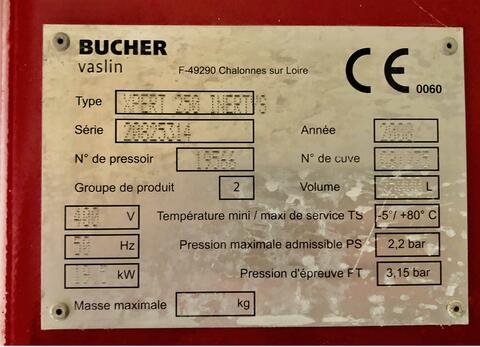 BUCHER
vaslin
F-49290 Chalonnes sur Loire
CE
0060
Type XPERT 250 INERTYS
Série Année
N° de pressoir N° de cuve
Groupe de produit 2 Volume L
400 V Température mini / maxi de service TS -5°/ +80° C
50 Hz Pression maximale admissible PS 2,2 bar
kW Pression d'épreuve FT 3,15 bar
Masse maximale kg